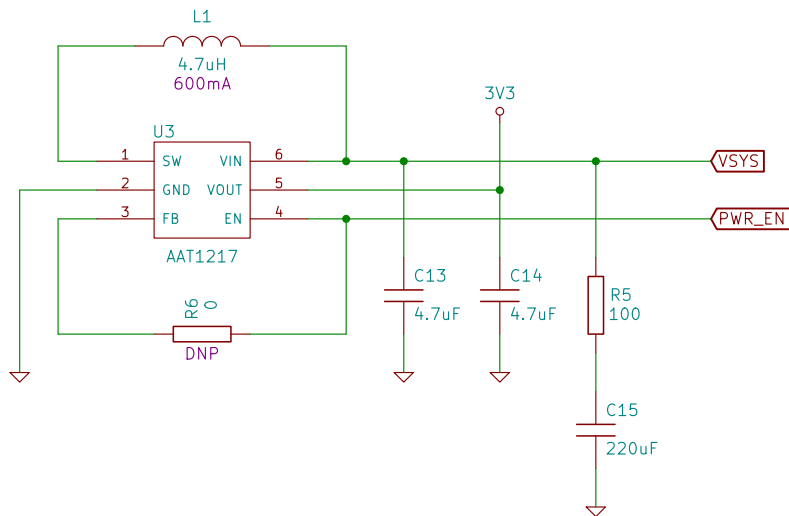 L1
4.7uH
600mA
3V3
U3
1 SW VIN 6
2 GND VOUT 5
3 FB EN 4
AAT1217
VSYS
PWR_EN
R6
0
DNP
C13
4.7uF
C14
4.7uF
R5
100
C15
220uF